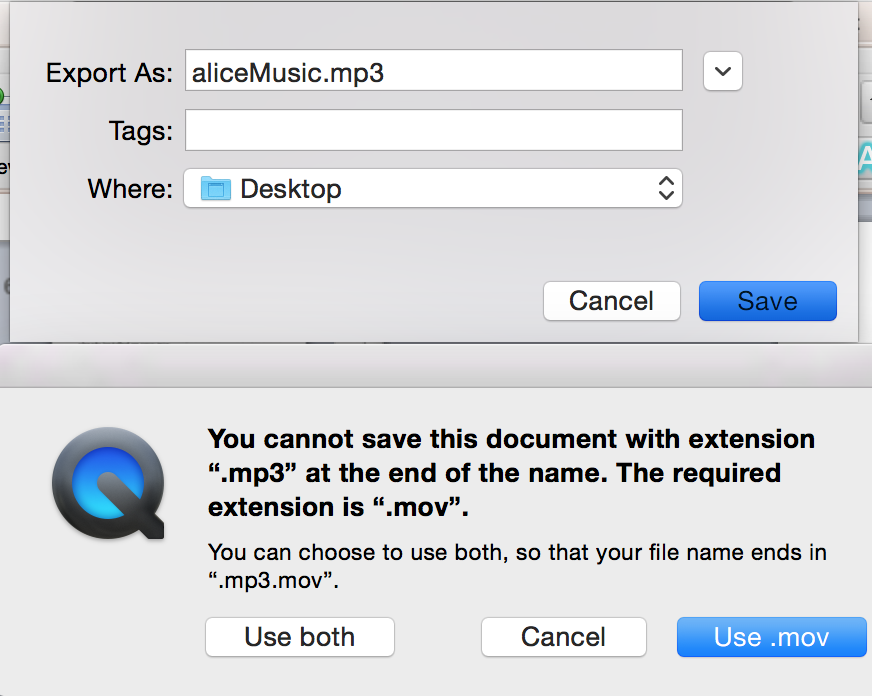 Export As: aliceMusic.mp3
Tags:
Where: Desktop
Cancel Save
You cannot save this document with extension
“.mp3” at the end of the name. The required
extension is “.mov”.
You can choose to use both, so that your file name ends in
“.mp3.mov”.
Use both Cancel Use .mov